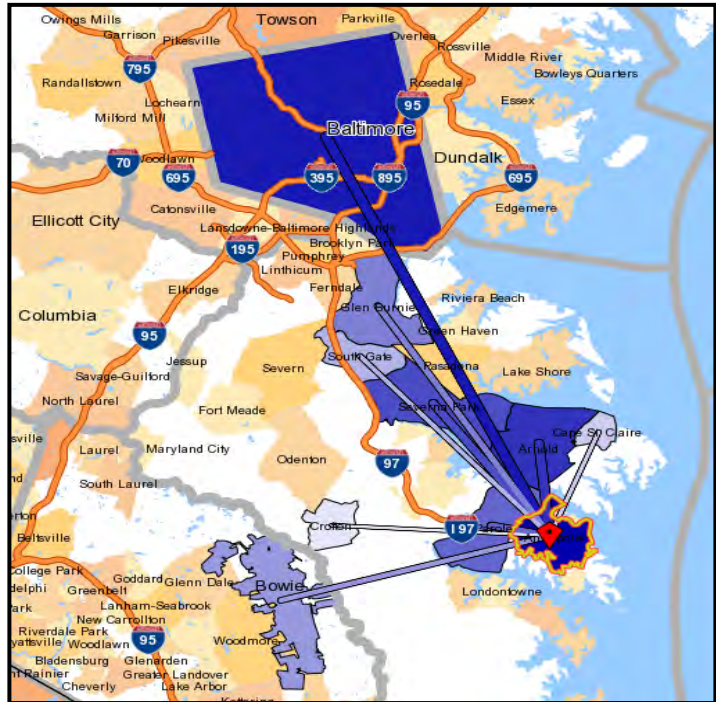 Owings Mills
Garrison
Pikesville
Towson
Parkville
Overlea
Rossville
Middle River
Bowleys Quarters
795
Randallstown
Lochearn
Milford Mill
Rosedale
95
Essex
Baltimore
70
Woodlawn
695
395
895
Dundalk
695
Catonsville
Edgemere
Ellicott City
Lansdowne-Baltimore Highlands
195
Brooklyn Park
Pumphrey
Linthicum
Ferndale
Elkridge
Riviera Beach
Glen Burnie
Columbia
Green Haven
95
South Gate
Jessup
Severn
Pasadena
Lake Shore
Savage-Guilford
North Laurel
Fort Meade
Severna Park
Cape St Claire
Arnold
sville
Laurel
Maryland City
Odenton
97
South Laurel
Crofton
I 97
Beltsville
College Park
Goddard
Glenn Dale
Bowie
Londontowne
delphi
Greenbelt
Park
Lanham-Seabrook
New Carrollton
Riverdale Park
95
Woodmore
Woodlawn
Bladensburg
Glenarden
Rainier
Greater Landover
Cheverly
Lake Arbor